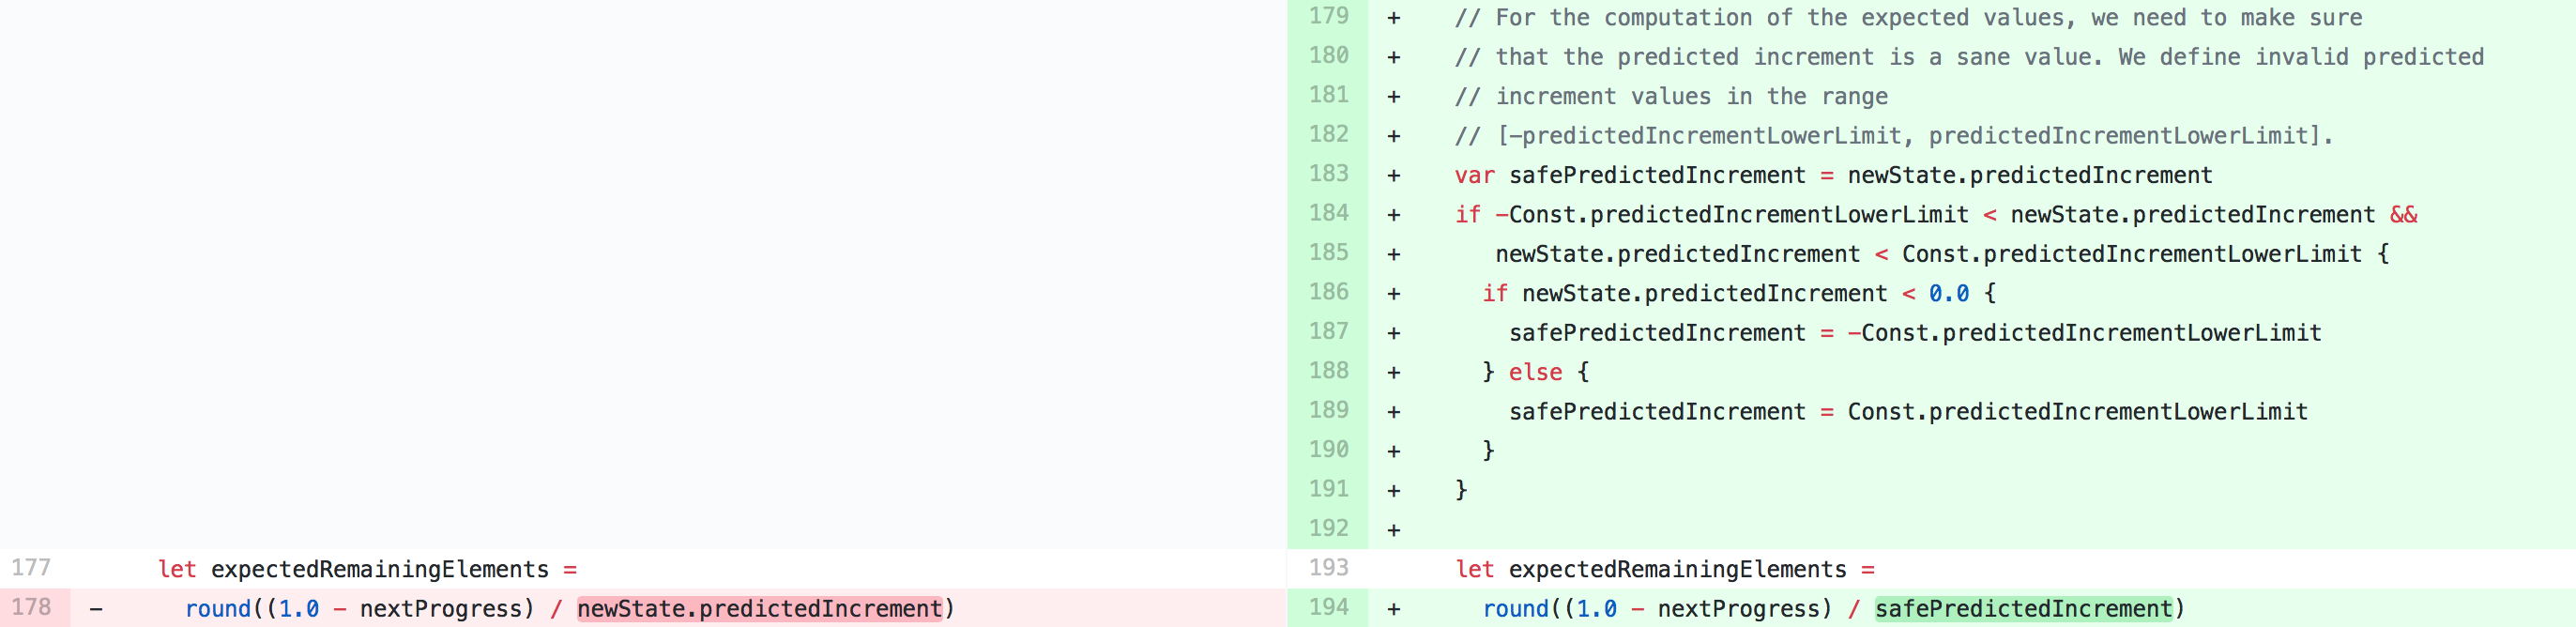 179 + // For the computation of the expected values, we need to make sure
180 + // that the predicted increment is a sane value. We define invalid predicted
181 + // increment values in the range
182 + // [-predictedIncrementLowerLimit, predictedIncrementLowerLimit].
183 + var safePredictedIncrement = newState.predictedIncrement
184 + if -Const.predictedIncrementLowerLimit < newState.predictedIncrement &&
185 + newState.predictedIncrement < Const.predictedIncrementLowerLimit {
186 + if newState.predictedIncrement < 0.0 {
187 + safePredictedIncrement = -Const.predictedIncrementLowerLimit
188 + } else {
189 + safePredictedIncrement = Const.predictedIncrementLowerLimit
190 + }
191 + }
192 +
177 let expectedRemainingElements =
193 let expectedRemainingElements =
178 - round((1.0 - nextProgress) / newState.predictedIncrement)
194 + round((1.0 - nextProgress) / safePredictedIncrement)